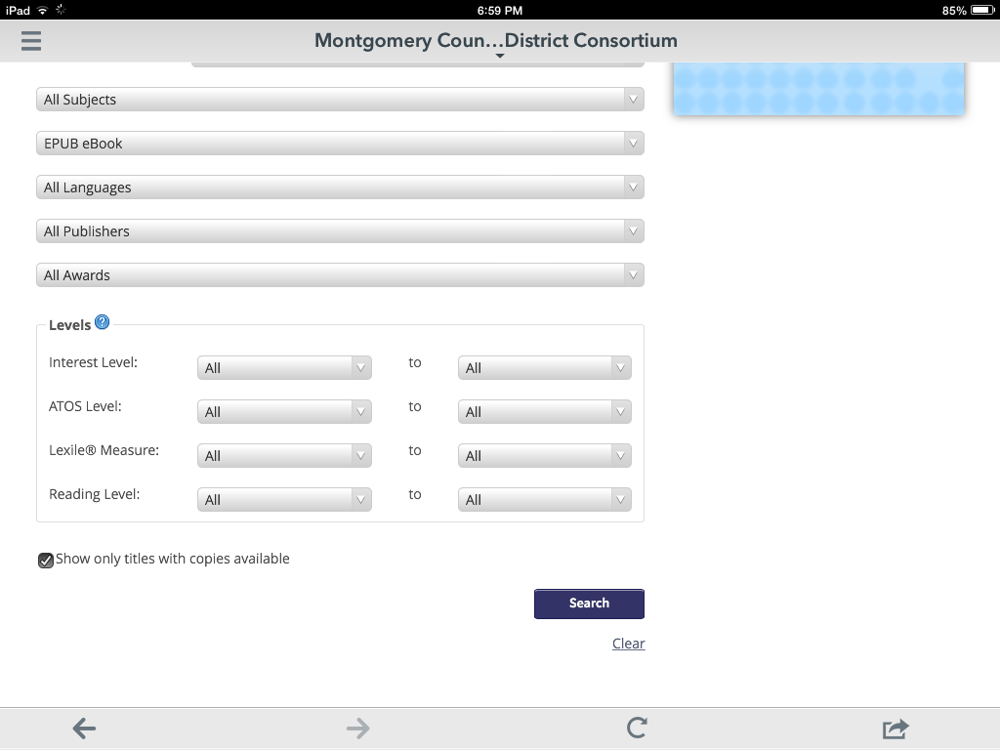 iPad 6:59 PM 85%
Montgomery Coun...District Consortium
All Subjects
EPUB eBook
All Languages
All Publishers
All Awards
Levels ?
Interest Level: All to All
ATOS Level: All to All
Lexile® Measure: All to All
Reading Level: All to All
Show only titles with copies available
Search
Clear